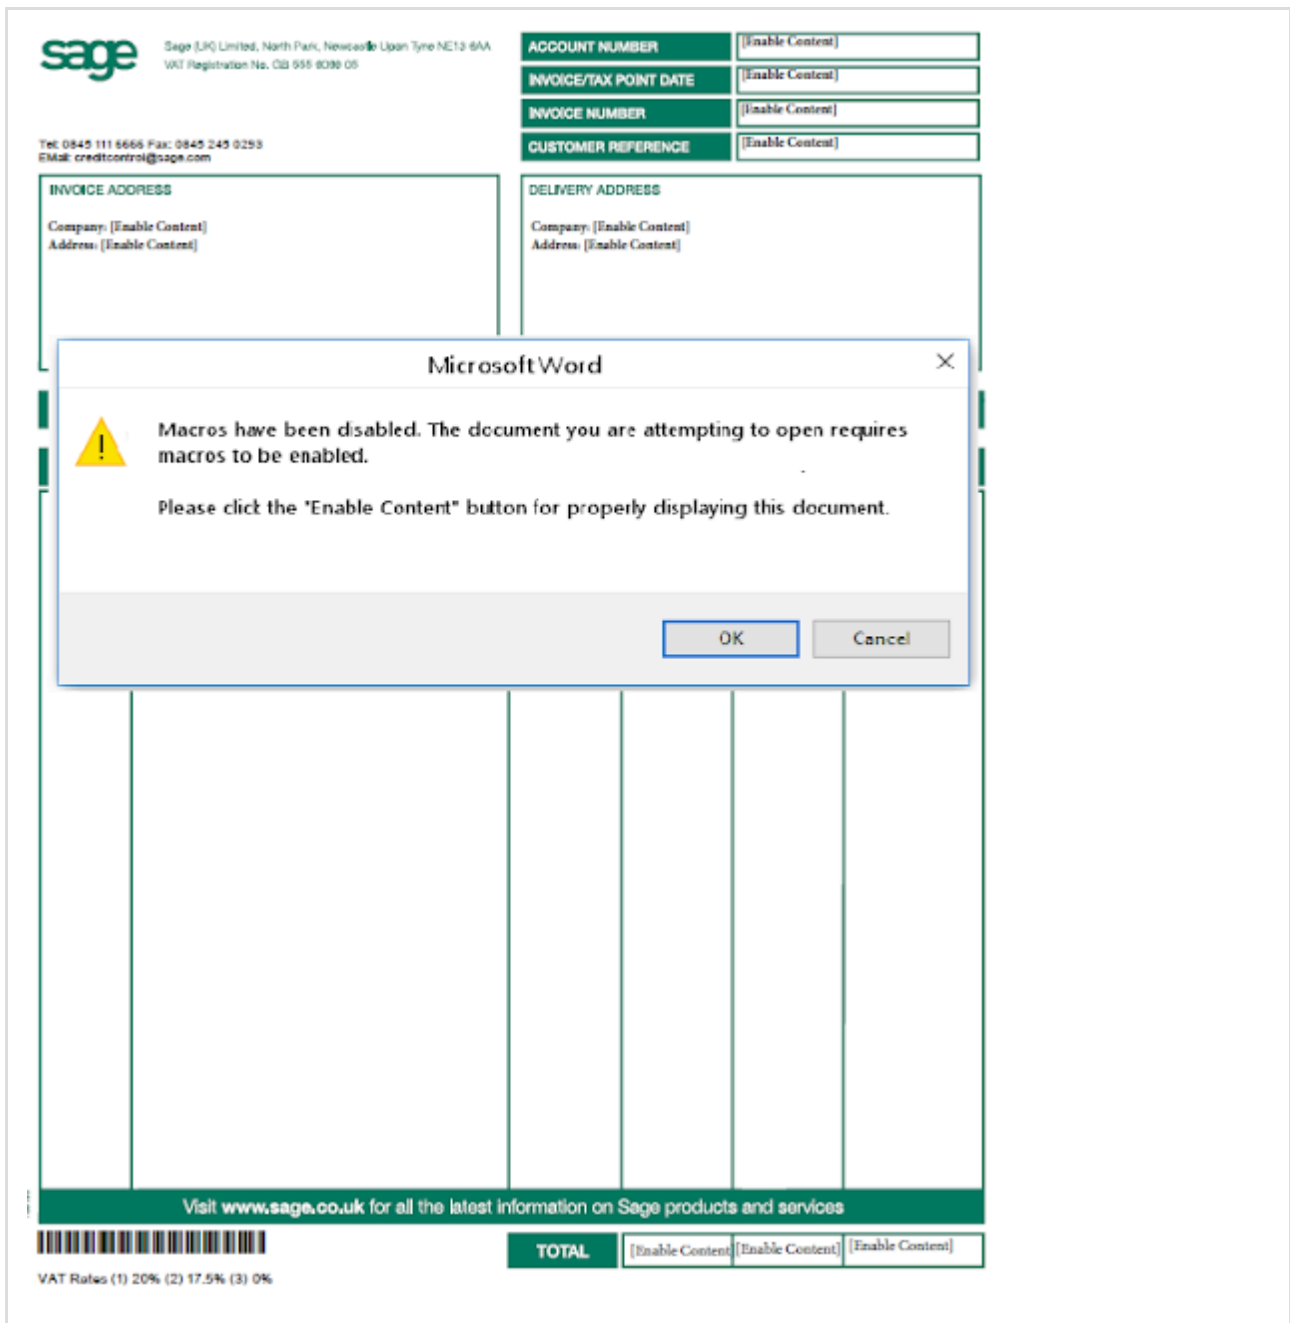 sage
Sage (UK) Limited, North Park, Newcastle Upon Tyne NE13 6AA
VAT Registration No. GB 555 6099 05
Tel: 0845 111 6666 Fax: 0845 245 0293
EMail: creditcontrol@sage.com
ACCOUNT NUMBER [Enable Content]
INVOICE/TAX POINT DATE [Enable Content]
INVOICE NUMBER [Enable Content]
CUSTOMER REFERENCE [Enable Content]
INVOICE ADDRESS
Company: [Enable Content]
Address: [Enable Content]
DELIVERY ADDRESS
Company: [Enable Content]
Address: [Enable Content]
Microsoft Word
Macros have been disabled. The document you are attempting to open requires
macros to be enabled.
Please click the "Enable Content" button for properly displaying this document.
OK Cancel
Visit www.sage.co.uk for all the latest information on Sage products and services
TOTAL [Enable Content [Enable Content] [Enable Content]
VAT Rates (1) 20% (2) 17.5% (3) 0%